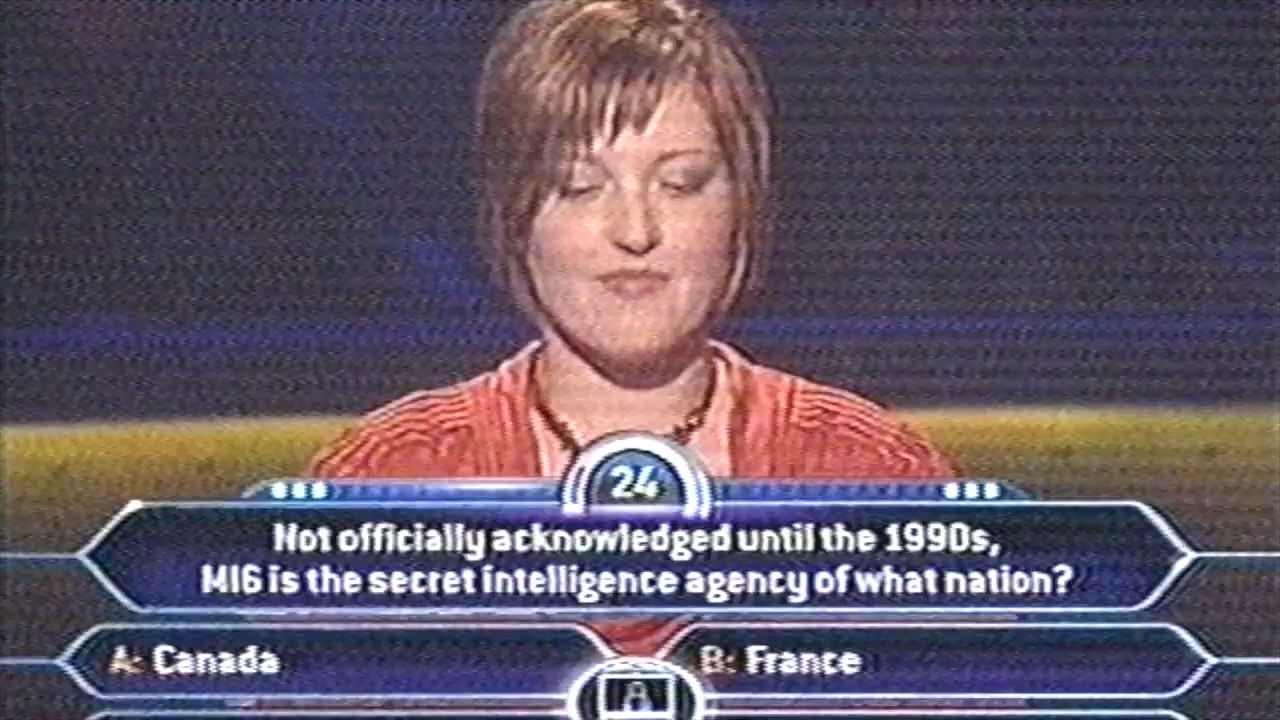 24
Not officially acknowledged until the 1990s,
MI6 is the secret intelligence agency of what nation?
A: Canada
B: France